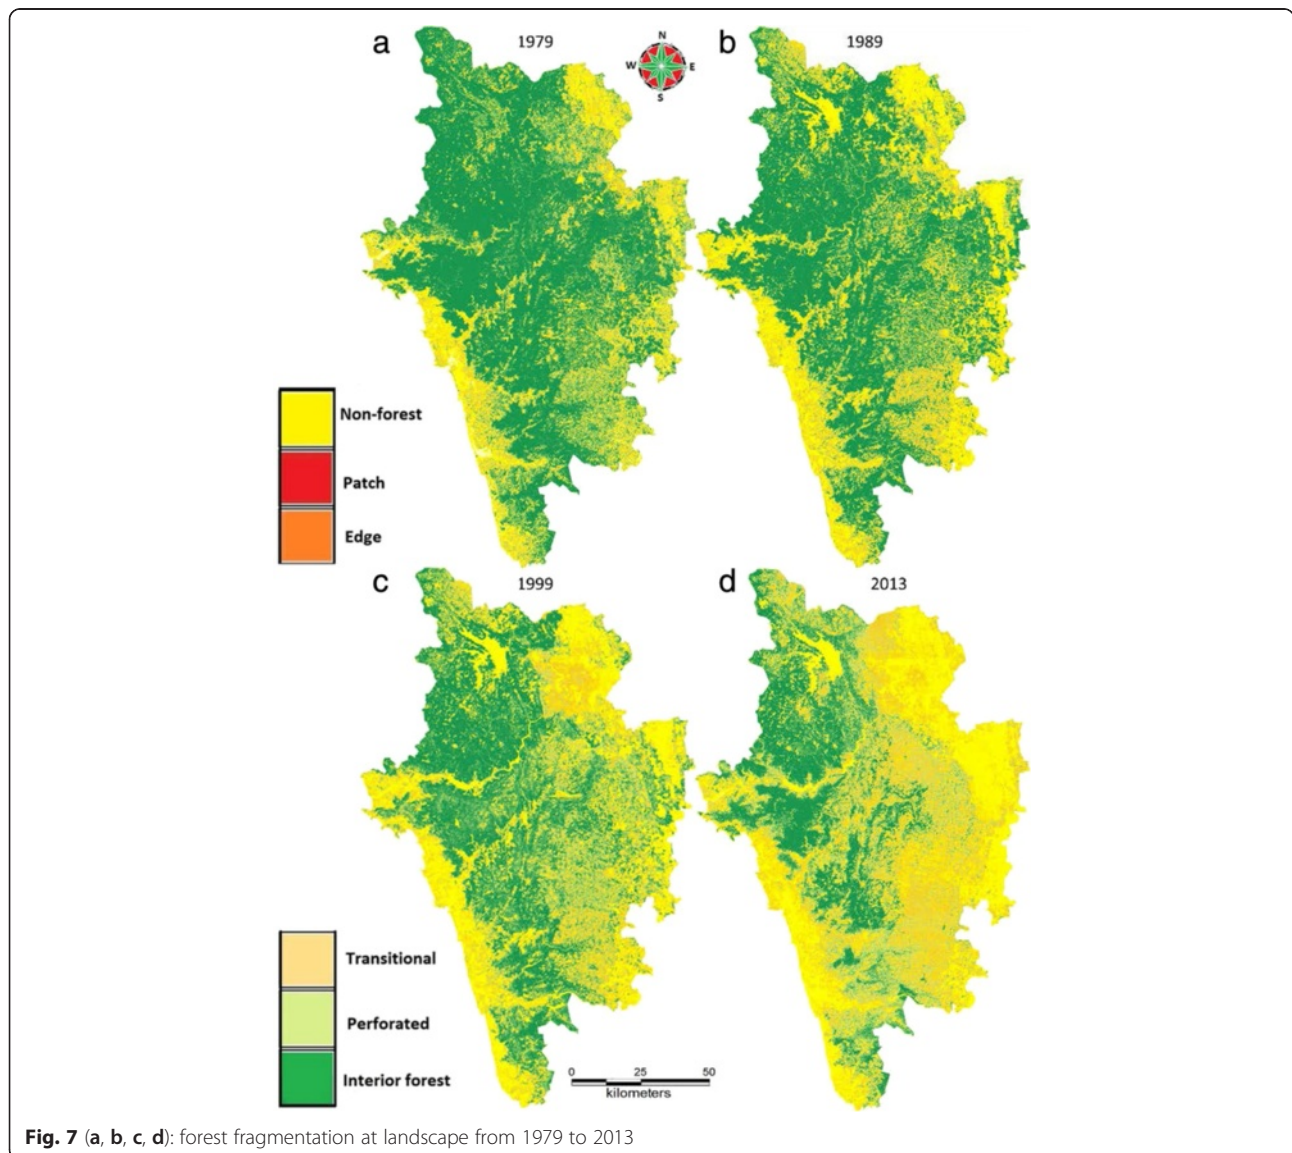 a
1979
N
W
E
S
b
1989
Non-forest
Patch
Edge
c
1999
d
2013
Transitional
Perforated
Interior forest
0 25 50
kilometers
Fig. 7 (a, b, c, d): forest fragmentation at landscape from 1979 to 2013